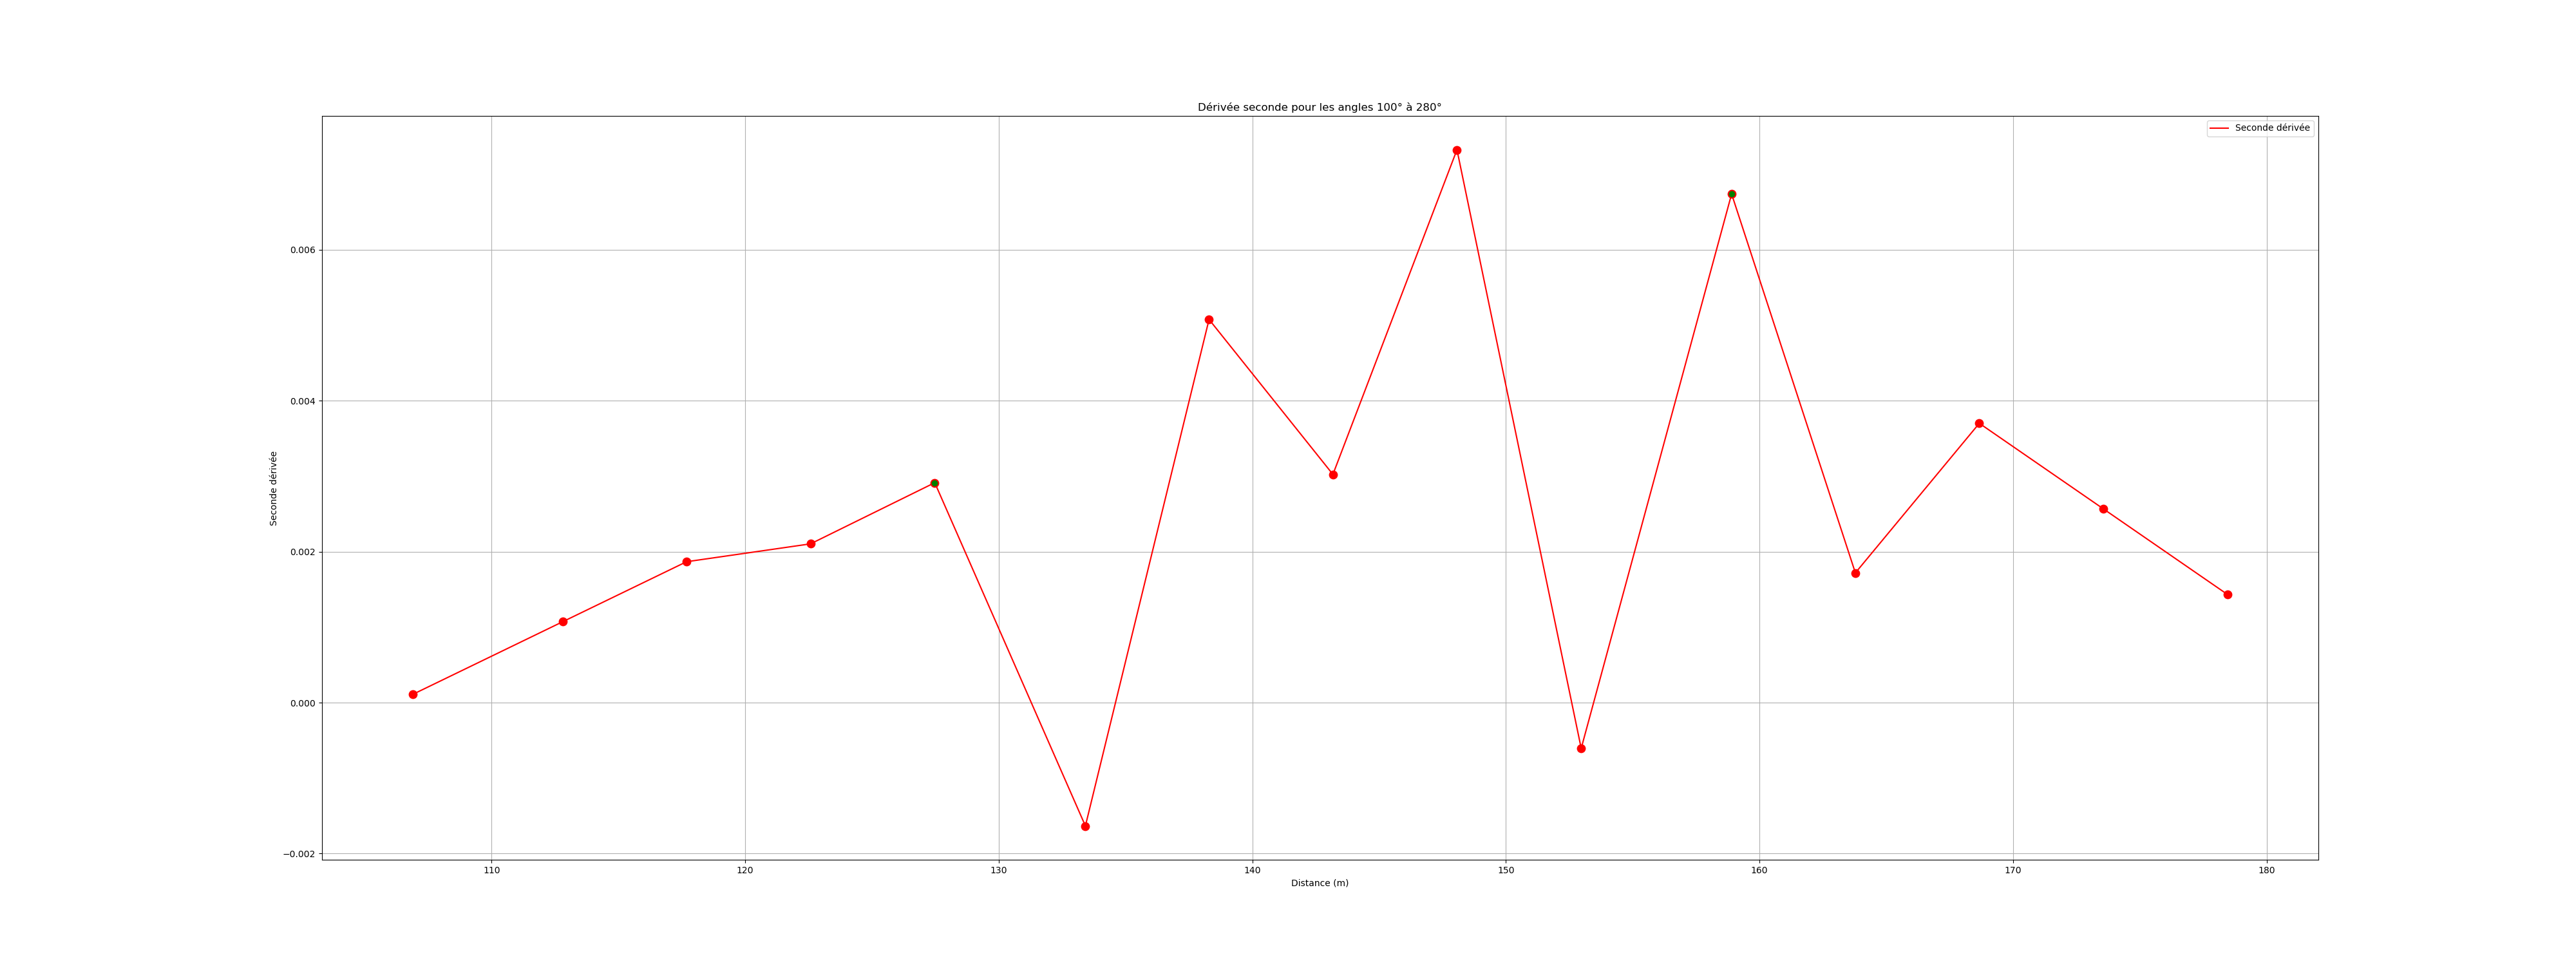 Dérivée seconde pour les angles 100° à 280°
Seconde dérivée
0.006
0.004
0.002
0.000
−0.002
Seconde dérivée
110 120 130 140 150 160 170 180
Distance (m)